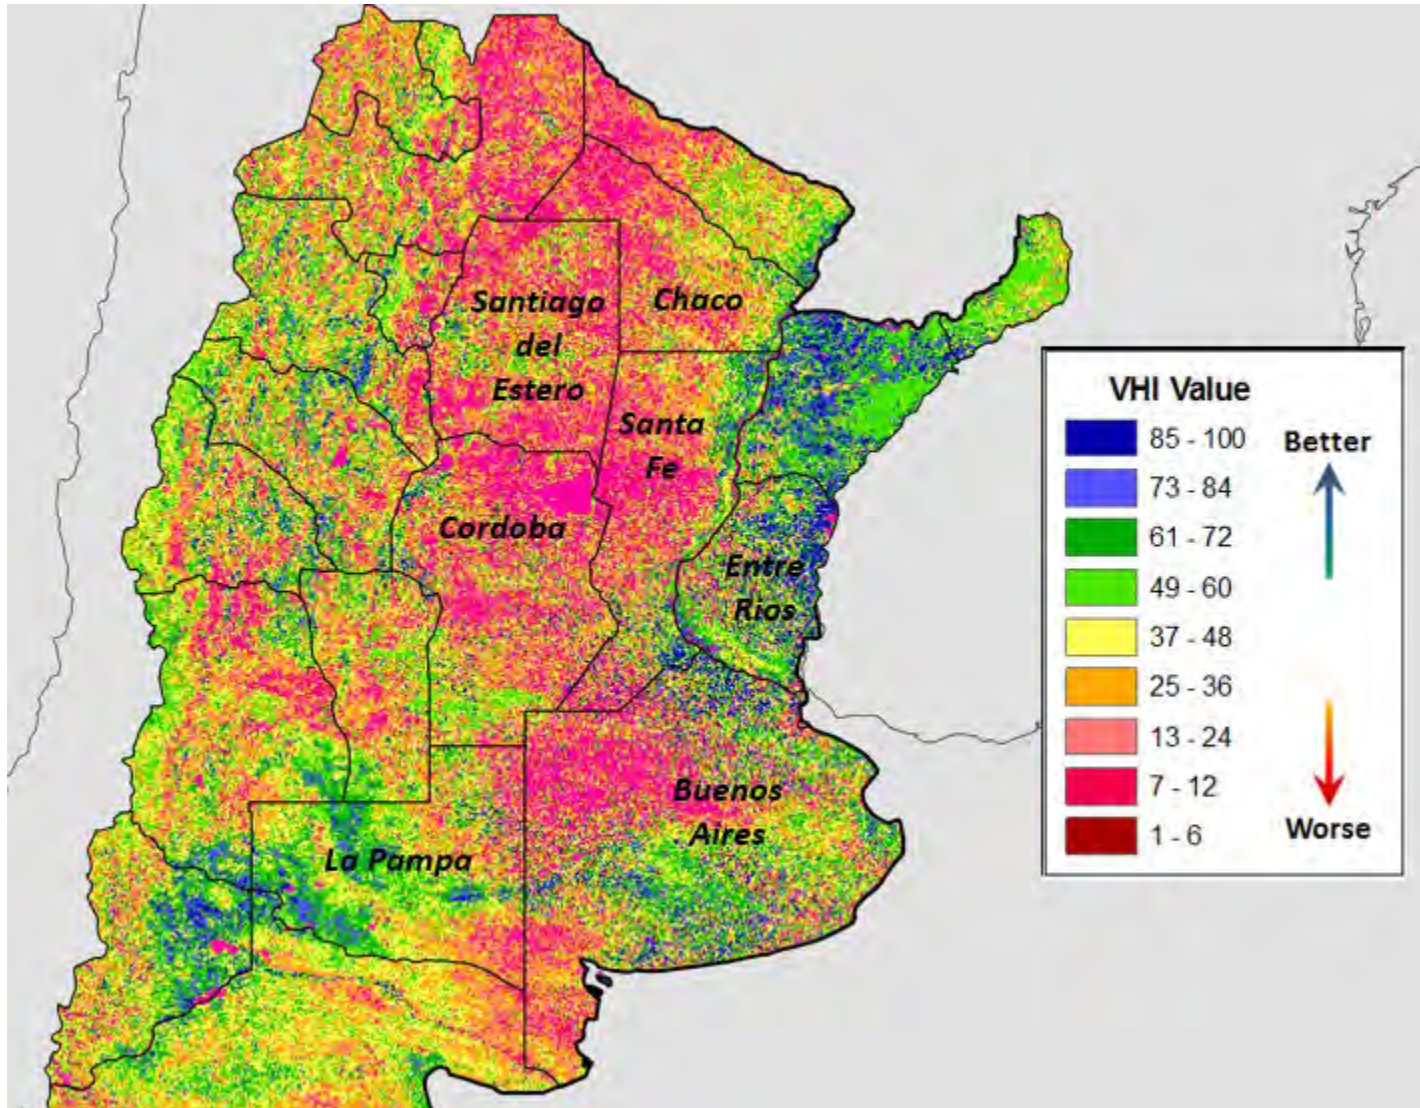 Santiago
del
Estero
Chaco
Santa
Fe
Cordoba
Entre
Rios
Buenos
Aires
La Pampa
VHI Value
85 - 100
73 - 84
61 - 72
49 - 60
37 - 48
25 - 36
13 - 24
7 - 12
1 - 6
Better
Worse